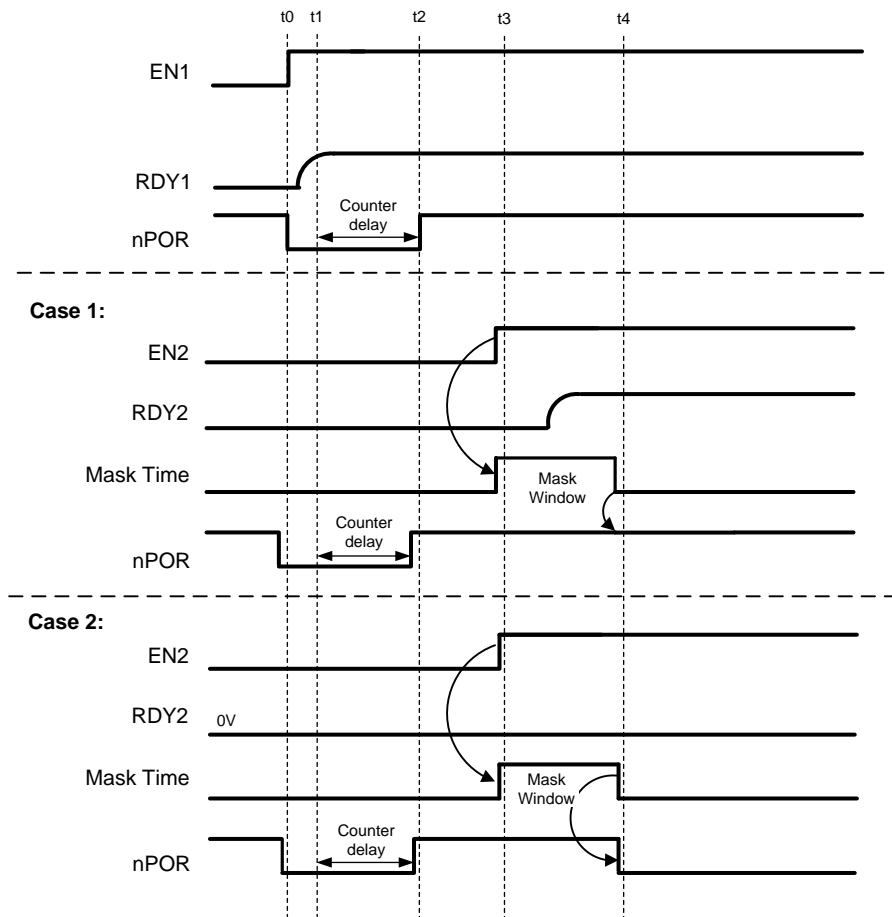 t0 t1 t2 t3 t4
EN1
RDY1
Counter
delay
nPOR
Case 1:
EN2
RDY2
Mask Time
Mask
Window
Counter
delay
nPOR
Case 2:
EN2
RDY2
0V
Mask Time
Mask
Window
Counter
delay
nPOR